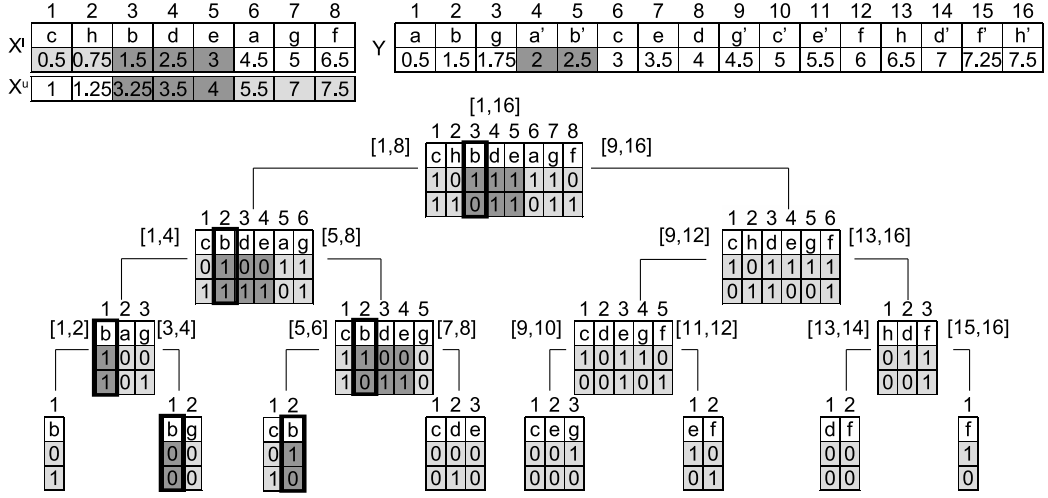 1 2 3 4 5 6 7 8
X^l c h b d e a g f
0.5 0.75 1.5 2.5 3 4.5 5 6.5
X^u 1 1.25 3.25 3.5 4 5.5 7 7.5
1 2 3 4 5 6 7 8 9 10 11 12 13 14 15 16
Y a b g a' b' c e d g' c' e' f h d' f' h'
0.5 1.5 1.75 2 2.5 3 3.5 4 4.5 5 5.5 6 6.5 7 7.25 7.5
[1,16]
1 2 3 4 5 6 7 8
[1,8] c h b d e a g f [9,16]
1 0 1 1 1 1 1 0
1 1 0 1 1 0 1 1
1 2 3 4 5 6
[1,4] c b d e a g [5,8]
0 1 0 0 1 1
1 1 1 1 0 1
1 2 3 4 5 6
[9,12] c h d e g f [13,16]
1 0 1 1 1 1
0 1 1 0 0 1
1 2 3
[1,2] b a g [3,4]
1 0 0
1 0 1
1 2 3 4 5
[5,6] c b d e g [7,8]
1 1 0 0 0
1 0 1 1 0
1 2 3 4 5
[9,10] c d e g f [11,12]
1 0 1 1 0
0 0 1 0 1
1 2 3
[13,14] h d f [15,16]
0 1 1
0 0 1
1
b
0
1
1 2
b g
0 0
0 0
1 2
c b
0 1
1 0
1 2 3
c d e
0 0 0
0 1 0
1 2 3
c e g
0 0 1
0 0 0
1 2
e f
1 0
0 1
1 2
d f
0 0
0 0
1
f
1
0